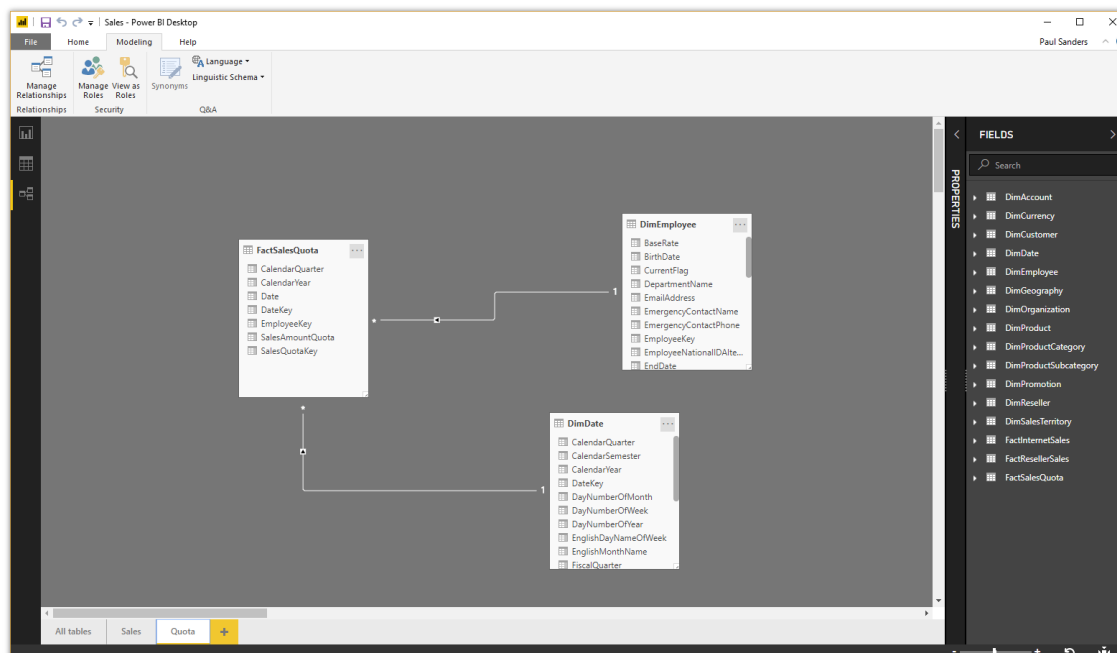 Sales - Power BI Desktop
File Home Modeling Help Paul Sanders
Manage Relationships
Manage Roles
View as Roles
Synonyms
Language
Linguistic Schema
Relationships Security Q&A
FactSalesQuota
CalendarQuarter
CalendarYear
Date
DateKey
EmployeeKey
SalesAmountQuota
SalesQuotaKey
*
1
DimEmployee
BaseRate
BirthDate
CurrentFlag
DepartmentName
EmailAddress
EmergencyContactName
EmergencyContactPhone
EmployeeKey
EmployeeNationalIDAlte...
EndDate
*
1
DimDate
CalendarQuarter
CalendarSemester
CalendarYear
DateKey
DayNumberOfMonth
DayNumberOfWeek
DayNumberOfYear
EnglishDayNameOfWeek
EnglishMonthName
FiscalQuarter
PROPERTIES
FIELDS
Search
DimAccount
DimCurrency
DimCustomer
DimDate
DimEmployee
DimGeography
DimOrganization
DimProduct
DimProductCategory
DimProductSubcategory
DimPromotion
DimReseller
DimSalesTerritory
FactInternetSales
FactResellerSales
FactSalesQuota
All tables Sales Quota +